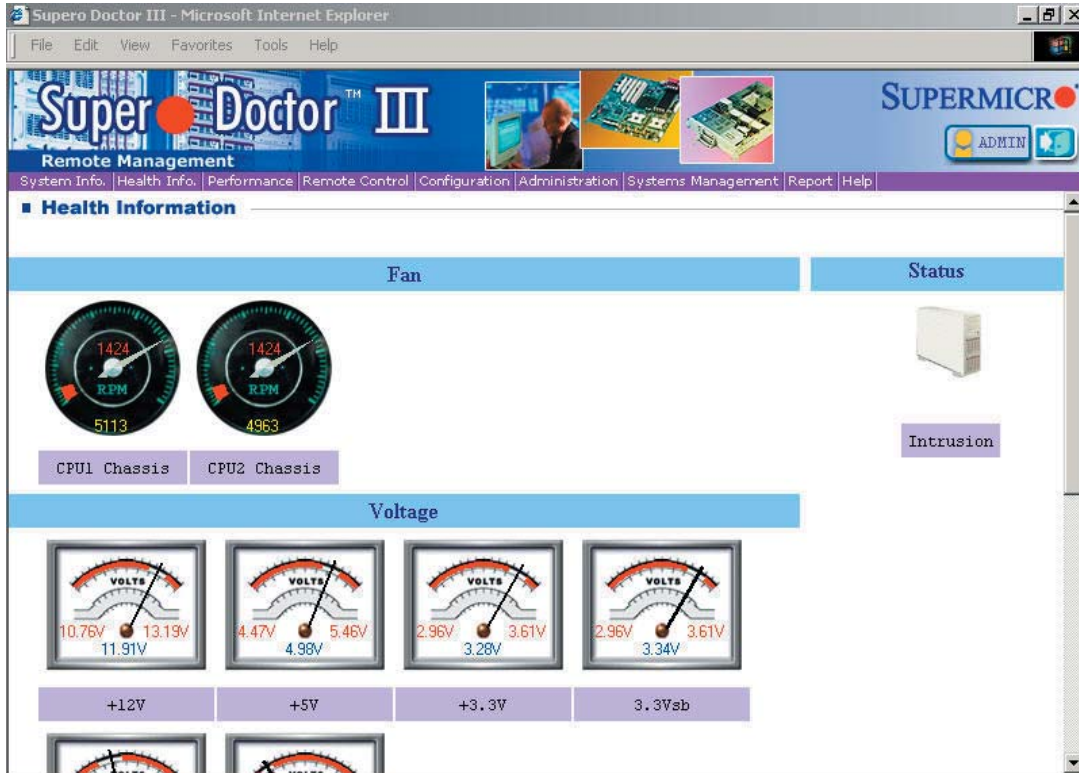 Supero Doctor III - Microsoft Internet Explorer
File Edit View Favorites Tools Help
Supero Doctor™ III
Remote Management
SUPERMICRO
ADMIN
System Info. Health Info. Performance Remote Control Configuration Administration Systems Management Report Help
Health Information
Fan
Status
1424
RPM
5113
1424
RPM
4963
CPU1 Chassis
CPU2 Chassis
Intrusion
Voltage
VOLTS
10.76V 13.19V
11.91V
VOLTS
4.47V 5.46V
4.98V
VOLTS
2.96V 3.61V
3.28V
VOLTS
2.96V 3.61V
3.34V
+12V
+5V
+3.3V
3.3Vsb